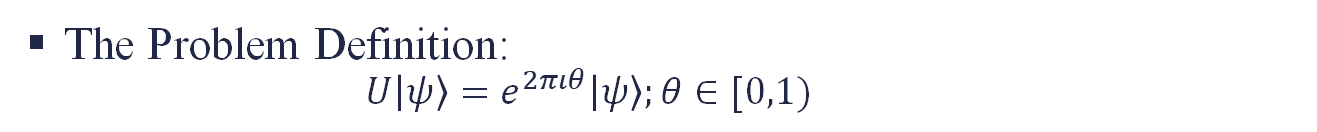 ▪ The Problem Definition:
U|ψ⟩ = e^{2πιθ}|ψ⟩; θ ∈ [0,1)